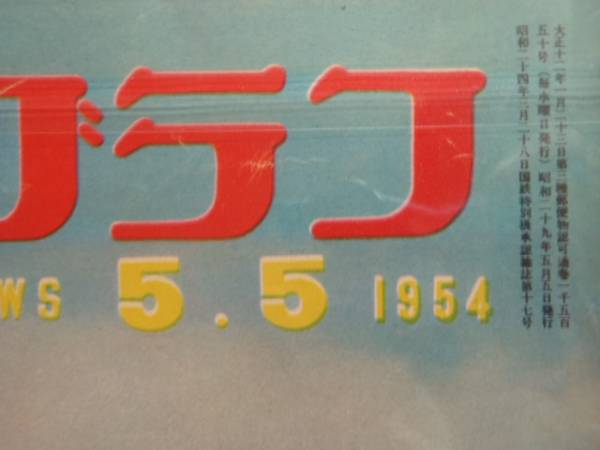 グラフ
WS 5.5 1954
大正十二年一月二十三日第三種郵便物認可通巻一千五百
五十号(毎水曜日発行)昭和二十九年五月五日発行
昭和二十四年二月二十八日国鉄特別扱承認雑誌第十七号